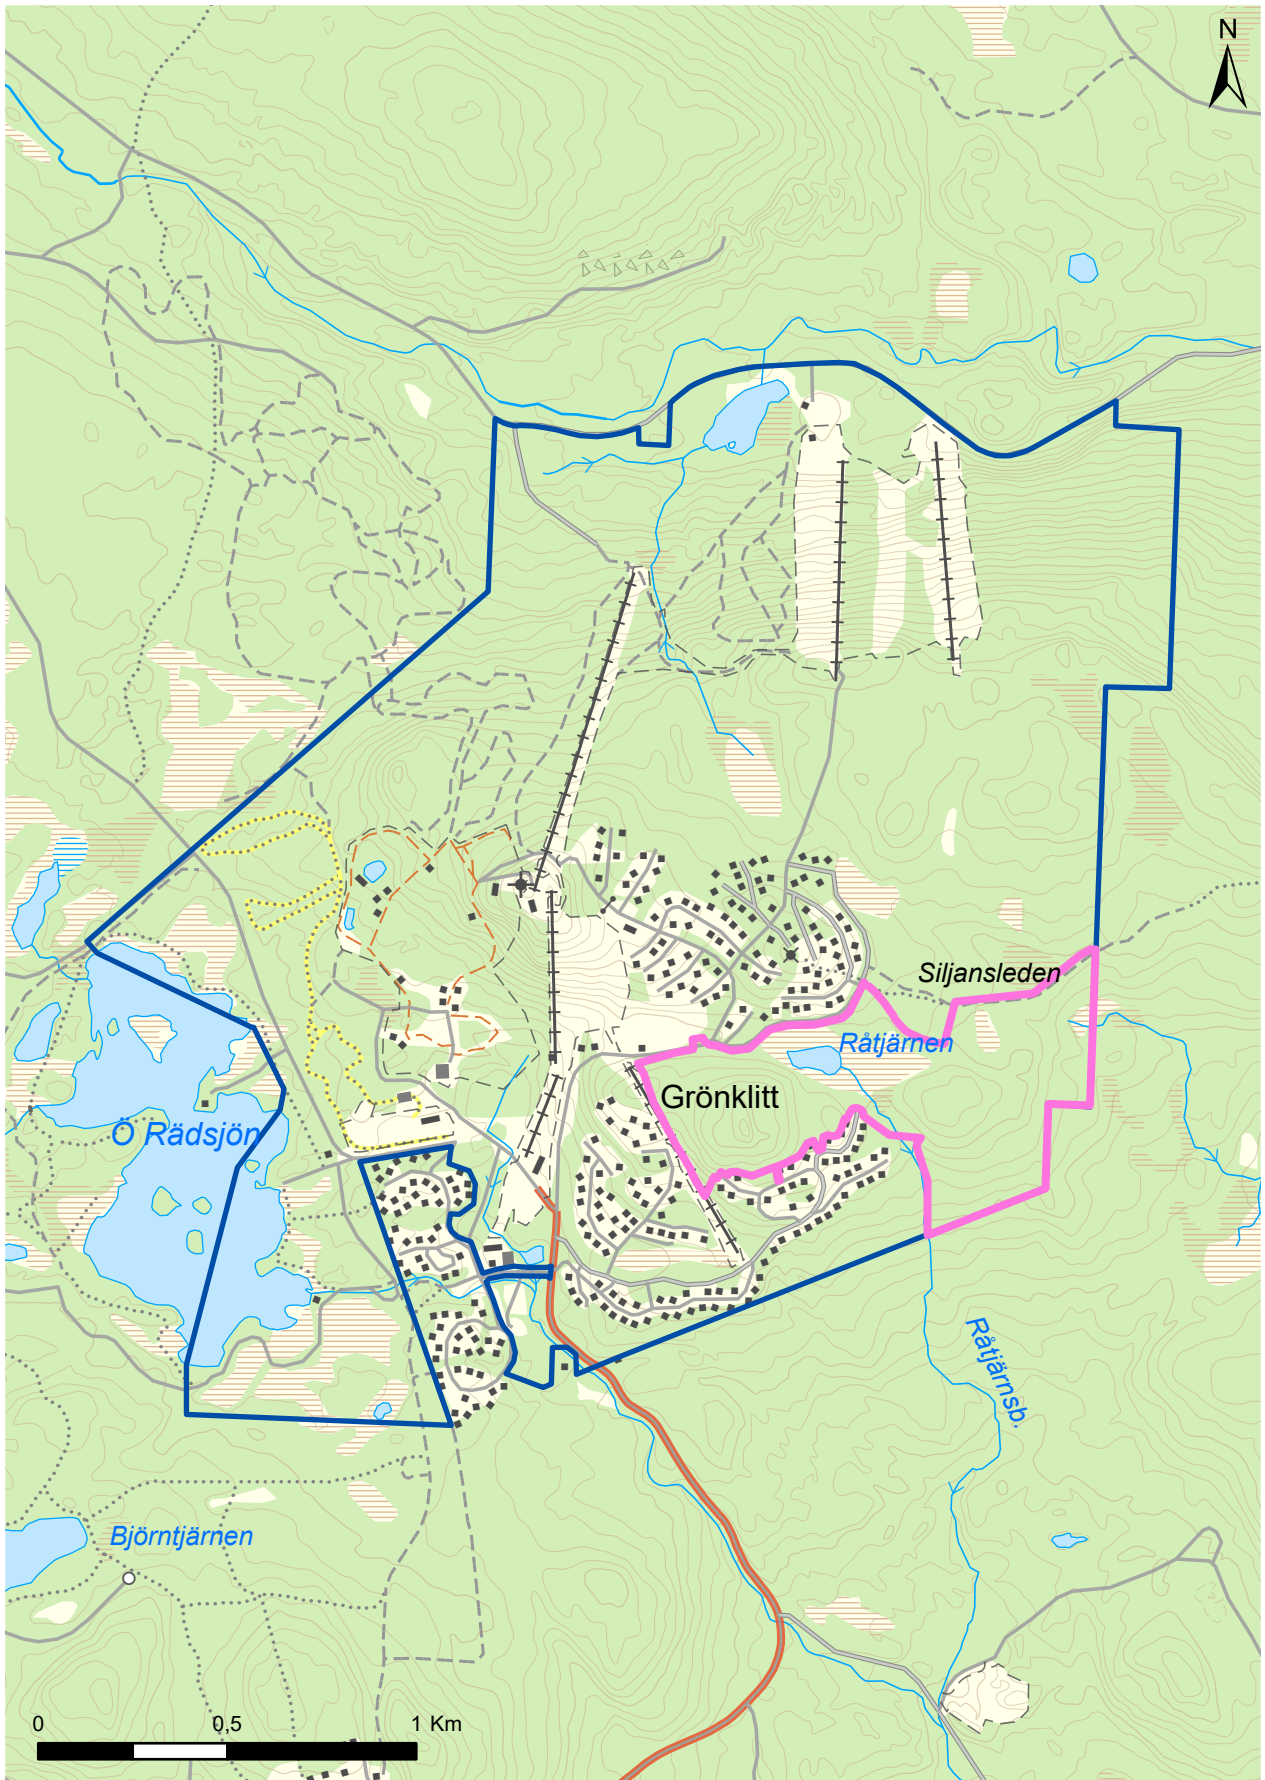 N
Siljansleden
Råtjärnen
Grönklitt
Ö Rädsjön
Råtjärnsb.
Björntjärnen
0 0,5 1 Km